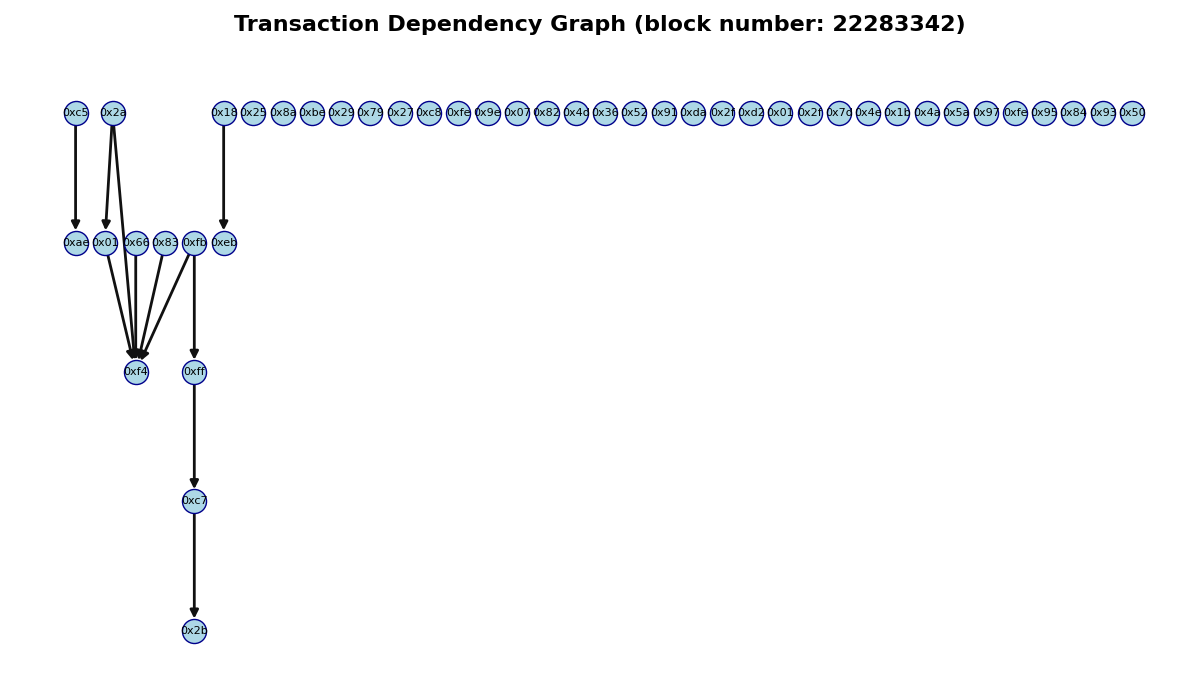 Transaction Dependency Graph (block number: 22283342)
0xc5 0x2a 0x18 0x25 0x8a 0xbe 0x29 0x79 0x27 0xc8 0xfe 0x9e 0x07 0x82 0x4d 0x36 0x52 0x91 0xda 0x2f 0xd2 0x01 0x2f 0x7d 0x4e 0x1b 0x4a 0x5a 0x97 0xfe 0x95 0x84 0x93 0x50
0xae 0x01 0x66 0x83 0xfb 0xeb
0xf4 0xff
0xc7
0x2b